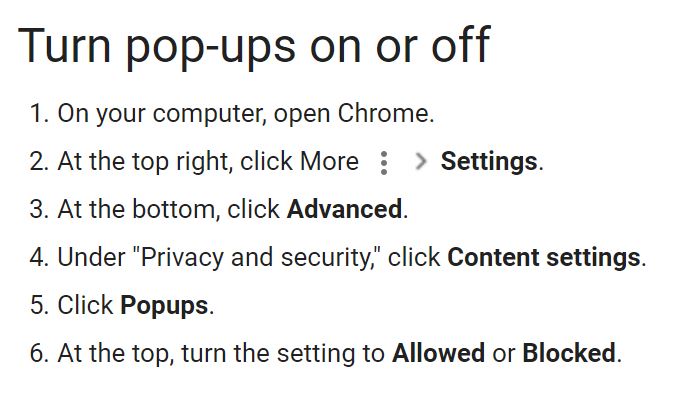 Turn pop-ups on or off
1. On your computer, open Chrome.
2. At the top right, click More > Settings.
3. At the bottom, click Advanced.
4. Under "Privacy and security," click Content settings.
5. Click Popups.
6. At the top, turn the setting to Allowed or Blocked.